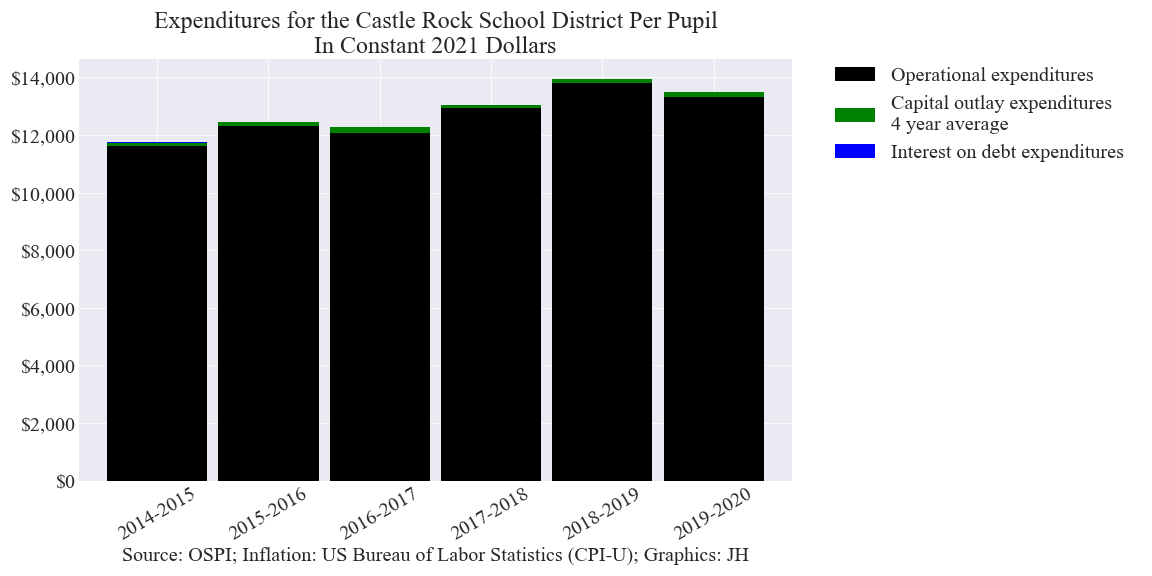 Expenditures for the Castle Rock School District Per Pupil
In Constant 2021 Dollars
$14,000
$12,000
$10,000
$8,000
$6,000
$4,000
$2,000
$0
2014-2015
2015-2016
2016-2017
2017-2018
2018-2019
2019-2020
Source: OSPI; Inflation: US Bureau of Labor Statistics (CPI-U); Graphics: JH
Operational expenditures
Capital outlay expenditures
4 year average
Interest on debt expenditures